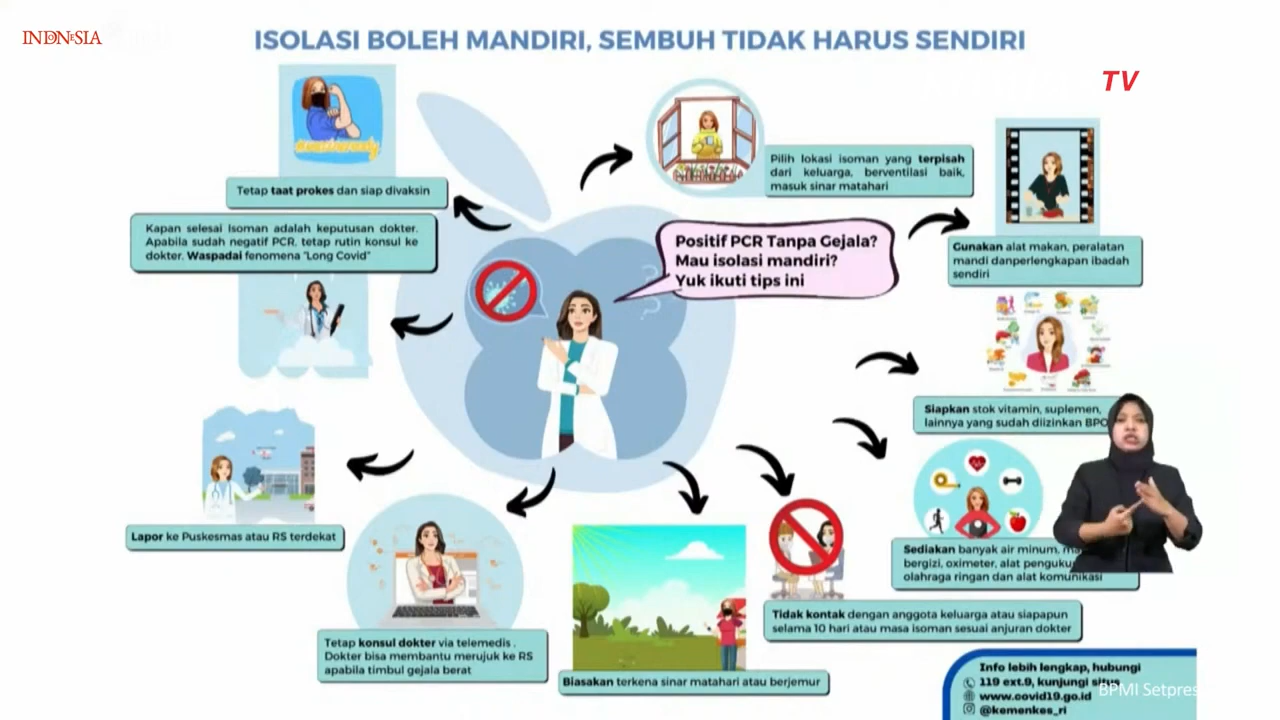 INDONESIA
ISOLASI BOLEH MANDIRI, SEMBUH TIDAK HARUS SENDIRI
TV
Pilih lokasi isoman yang terpisah
dari keluarga, berventilasi baik,
masuk sinar matahari
Tetap taat prokes dan siap divaksin
Kapan selesai Isoman adalah keputusan dokter.
Apabila sudah negatif PCR, tetap rutin konsul ke
dokter. Waspadai fenomena "Long Covid"
Positif PCR Tanpa Gejala?
Mau isolasi mandiri?
Yuk ikuti tips ini
Gunakan alat makan, peralatan
mandi danperlengkapan ibadah
sendiri
Siapkan stok vitamin, suplemen,
lainnya yang sudah diizinkan
Sediakan banyak air minum,
bergizi, oximeter, alat
olahraga ringan dan alat komunikasi
Lapor ke Puskesmas atau RS terdekat
Tidak kontak dengan anggota keluarga atau siapapun
selama 10 hari atau masa isoman sesuai anjuran dokter
Tetap konsul dokter via telemedis .
Dokter bisa membantu merujuk ke RS
apabila timbul gejala berat
Biasakan terkena sinar matahari atau berjemur
Info lebih lengkap, hubungi
119 ext.9, kunjungi situs
www.covid19.go.id
@kemenkes_ri
BPMI Setpres